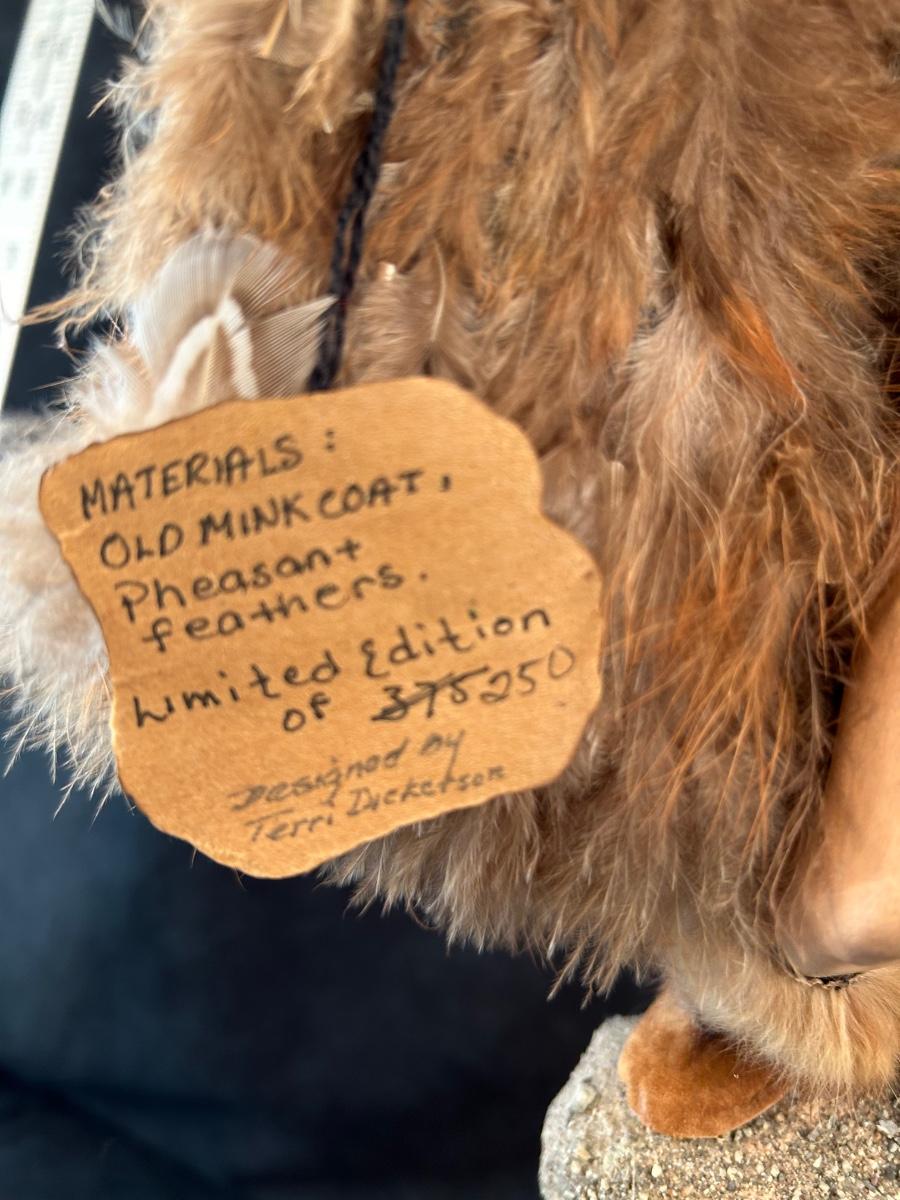 MATERIALS:
OLD MINK COAT,
Pheasant
feathers.
Limited Edition
of 375 250
Designed by
Terri Dickerson